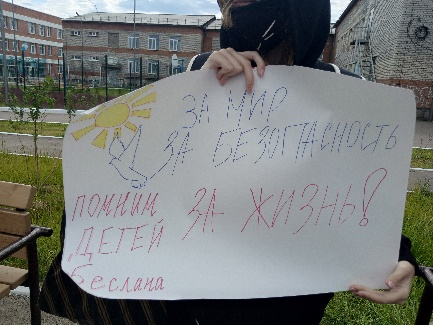 ЗА МИР
ЗА БЕЗОПАСНОСТЬ
ЗА ЖИЗНЬ!
ПОМНИМ
ДЕТЕЙ
Беслана